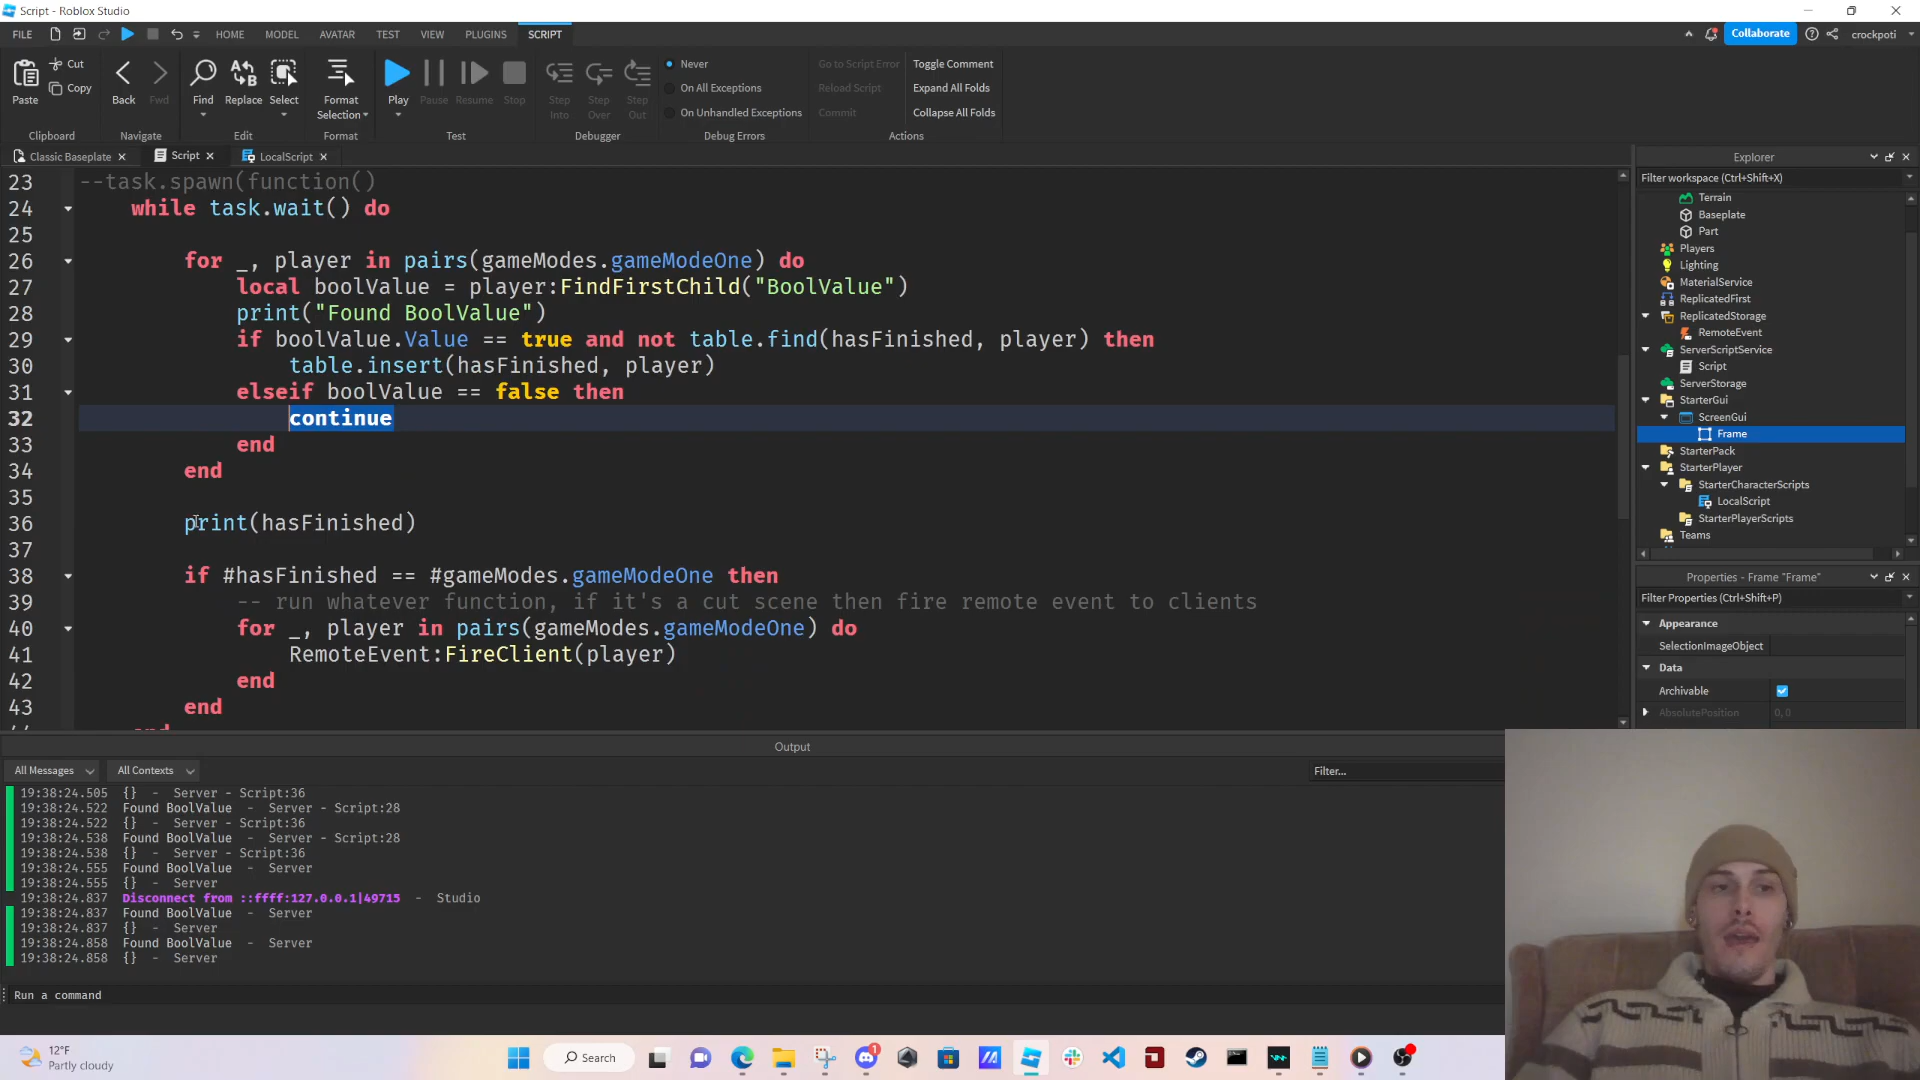 Script - Roblox Studio
FILE HOME MODEL AVATAR TEST VIEW PLUGINS SCRIPT Collaborate crockpoti
Paste Cut Copy Back Fwd Find Replace Select Format Selection Play Pause Resume Stop Step Into Step Over Step Out
Never
On All Exceptions
On Unhandled Exceptions
Go to Script Error
Reload Script
Commit
Toggle Comment
Expand All Folds
Collapse All Folds
Clipboard Navigate Edit Format Test Debugger Debug Errors Actions
Classic Baseplate Script LocalScript
23 --task.spawn(function()
24 while task.wait() do
25
26 for _, player in pairs(gameModes.gameModeOne) do
27 local boolValue = player:FindFirstChild("BoolValue")
28 print("Found BoolValue")
29 if boolValue.Value == true and not table.find(hasFinished, player) then
30 table.insert(hasFinished, player)
31 elseif boolValue == false then
32 continue
33 end
34 end
35
36 print(hasFinished)
37
38 if #hasFinished == #gameModes.gameModeOne then
39 -- run whatever function, if it's a cut scene then fire remote event to clients
40 for _, player in pairs(gameModes.gameModeOne) do
41 RemoteEvent:FireClient(player)
42 end
43 end
Explorer
Filter workspace (Ctrl+Shift+X)
Terrain
Baseplate
Part
Players
Lighting
MaterialService
ReplicatedFirst
ReplicatedStorage
RemoteEvent
ServerScriptService
Script
ServerStorage
StarterGui
ScreenGui
Frame
StarterPack
StarterPlayer
StarterCharacterScripts
LocalScript
StarterPlayerScripts
Teams
Properties - Frame "Frame"
Filter Properties (Ctrl+Shift+P)
Appearance
SelectionImageObject
Data
Archivable
AbsolutePosition 0, 0
Output
All Messages All Contexts Filter...
19:38:24.505 {} - Server - Script:36
19:38:24.522 Found BoolValue - Server - Script:28
19:38:24.522 {} - Server - Script:36
19:38:24.538 Found BoolValue - Server - Script:28
19:38:24.538 {} - Server - Script:36
19:38:24.555 Found BoolValue - Server
19:38:24.555 {} - Server
19:38:24.837 Disconnect from ::ffff:127.0.0.1|49715 - Studio
19:38:24.837 Found BoolValue - Server
19:38:24.837 {} - Server
19:38:24.858 Found BoolValue - Server
19:38:24.858 {} - Server
Run a command
12°F
Partly cloudy
Search
1